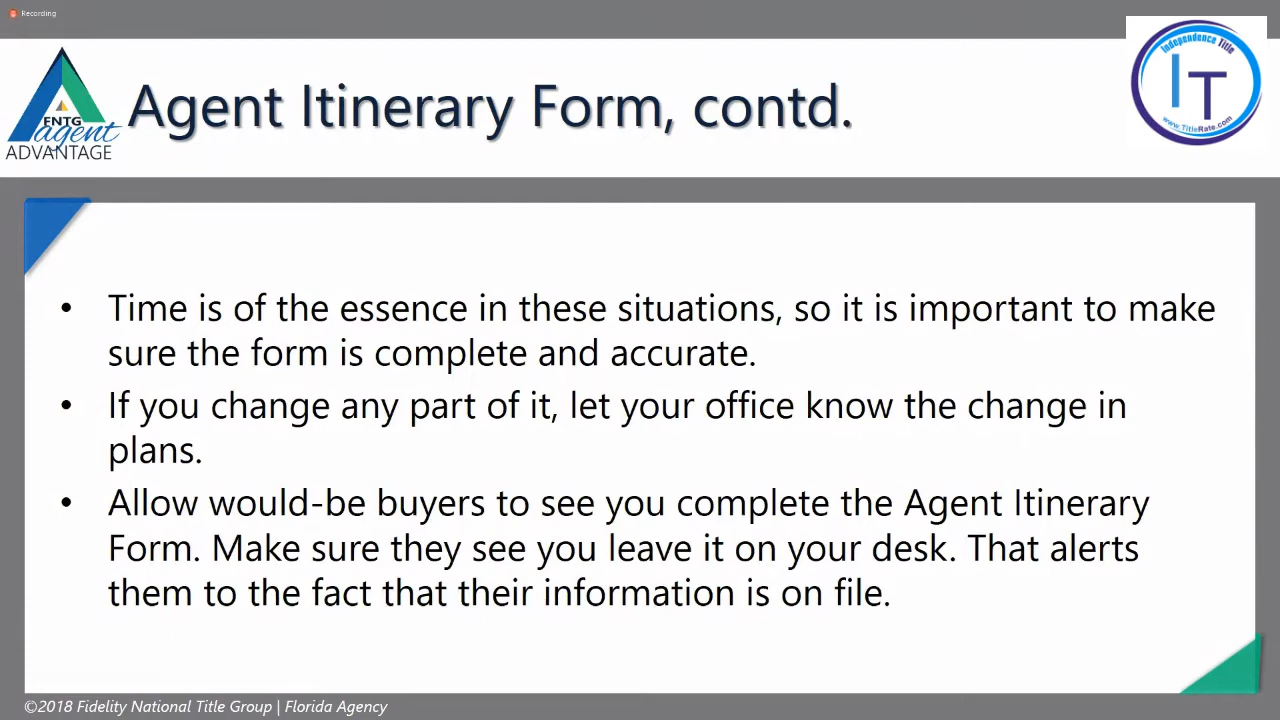 Recording
Independence Title
IT
www.TitleRate.com
FNTG
agent
ADVANTAGE
Agent Itinerary Form, contd.
• Time is of the essence in these situations, so it is important to make
sure the form is complete and accurate.
• If you change any part of it, let your office know the change in
plans.
• Allow would-be buyers to see you complete the Agent Itinerary
Form. Make sure they see you leave it on your desk. That alerts
them to the fact that their information is on file.
©2018 Fidelity National Title Group | Florida Agency